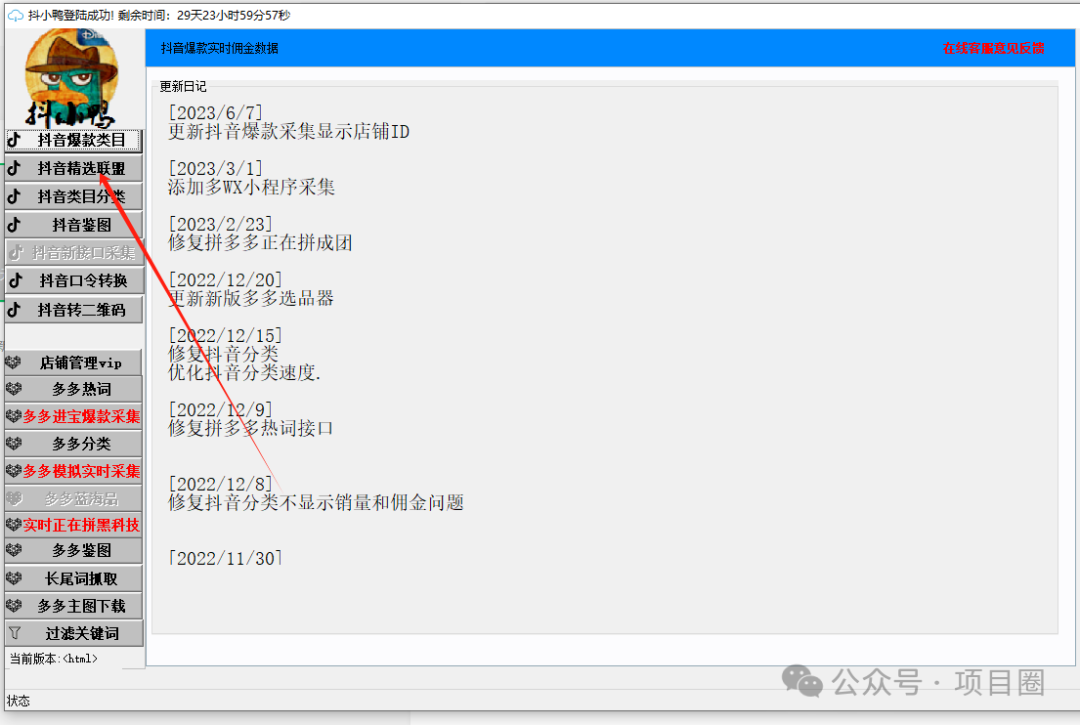 抖小鸭登陆成功! 剩余时间: 29天23小时59分57秒
抖小鸭
抖音爆款实时佣金数据
在线客服意见反馈
抖音爆款类目
抖音精选联盟
抖音类目分类
抖音鉴图
抖音新接口采集
抖音口令转换
抖音转二维码
店铺管理vip
多多热词
多多进宝爆款采集
多多分类
多多模拟实时采集
多多蓝海品
实时正在拼黑科技
多多鉴图
长尾词抓取
多多主图下载
过滤关键词
当前版本:<html>
状态
更新日记
[2023/6/7]
更新抖音爆款采集显示店铺ID
[2023/3/1]
添加多WX小程序采集
[2023/2/23]
修复拼多多正在拼成团
[2022/12/20]
更新新版多多选品器
[2022/12/15]
修复抖音分类
优化抖音分类速度.
[2022/12/9]
修复拼多多热词接口
[2022/12/8]
修复抖音分类不显示销量和佣金问题
[2022/11/30]
公众号 · 项目圈